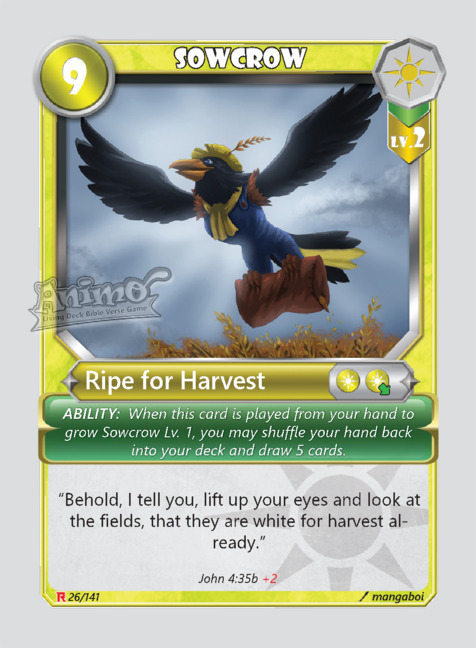 SOWCROW
9
LV.2
Animo
Living Deck Bible Verse Game
Ripe for Harvest
ABILITY: When this card is played from your hand to
grow Sowcrow Lv. 1, you may shuffle your hand back
into your deck and draw 5 cards.
“Behold, I tell you, lift up your eyes and look at
the fields, that they are white for harvest al-
ready.”
John 4:35b +2
R 26/141
mangaboi